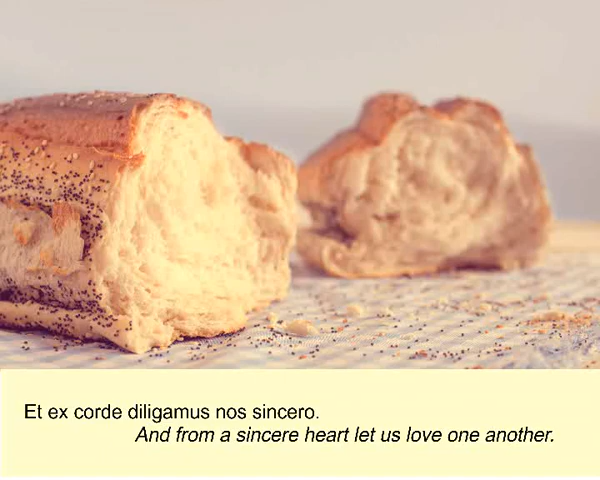 Et ex corde diligamus nos sincero.
And from a sincere heart let us love one another.